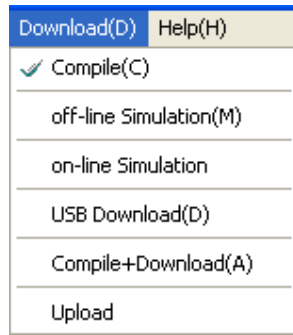 Download(D) Help(H)
Compile(C)
off-line Simulation(M)
on-line Simulation
USB Download(D)
Compile+Download(A)
Upload